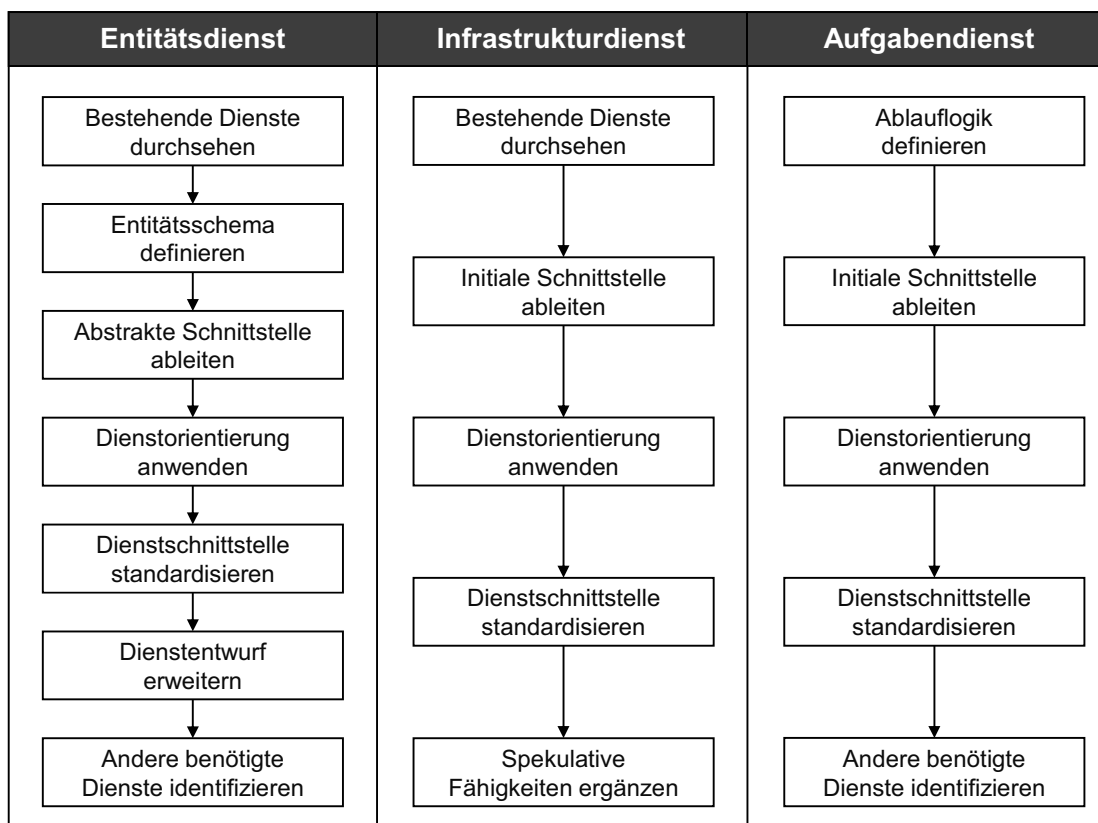 Entitätsdienst
Bestehende Dienste
durchsehen
Entitätsschema
definieren
Abstrakte Schnittstelle
ableiten
Dienstorientierung
anwenden
Dienstschnittstelle
standardisieren
Dienstentwurf
erweitern
Andere benötigte
Dienste identifizieren
Infrastrukturdienst
Bestehende Dienste
durchsehen
Initiale Schnittstelle
ableiten
Dienstorientierung
anwenden
Dienstschnittstelle
standardisieren
Spekulative
Fähigkeiten ergänzen
Aufgabendienst
Ablauflogik
definieren
Initiale Schnittstelle
ableiten
Dienstorientierung
anwenden
Dienstschnittstelle
standardisieren
Andere benötigte
Dienste identifizieren